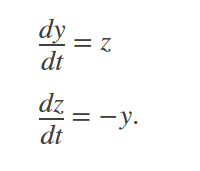 dy/dt = z
dz/dt = −y.